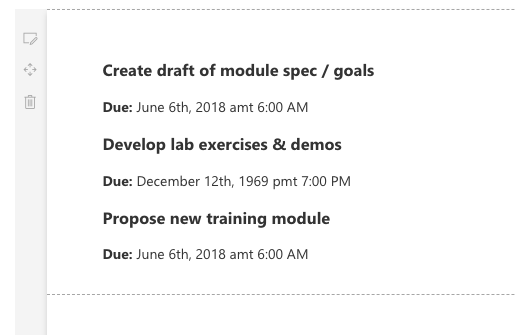 Create draft of module spec / goals
Due: June 6th, 2018 amt 6:00 AM
Develop lab exercises & demos
Due: December 12th, 1969 pmt 7:00 PM
Propose new training module
Due: June 6th, 2018 amt 6:00 AM